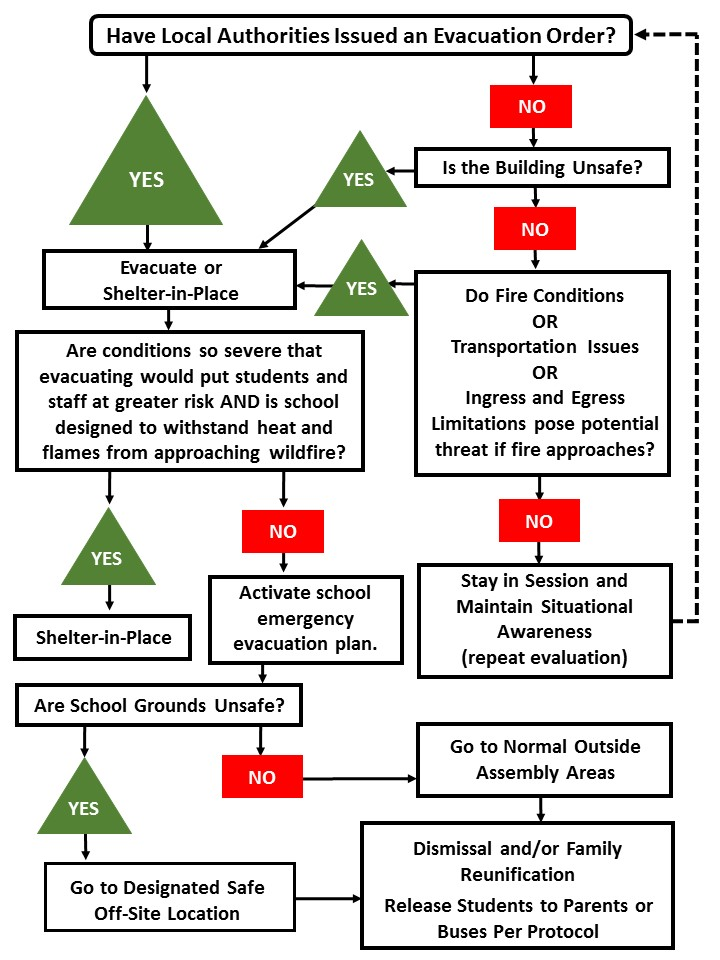 Have Local Authorities Issued an Evacuation Order?
NO
YES
Is the Building Unsafe?
YES
NO
Evacuate or
Shelter-in-Place
YES
Do Fire Conditions
OR
Transportation Issues
OR
Ingress and Egress
Limitations pose potential
threat if fire approaches?
Are conditions so severe that
evacuating would put students and
staff at greater risk AND is school
designed to withstand heat and
flames from approaching wildfire?
NO
Stay in Session and
Maintain Situational
Awareness
(repeat evaluation)
YES
NO
Shelter-in-Place
Activate school
emergency
evacuation plan.
Are School Grounds Unsafe?
YES
NO
Go to Normal Outside
Assembly Areas
Go to Designated Safe
Off-Site Location
Dismissal and/or Family
Reunification
Release Students to Parents or
Buses Per Protocol